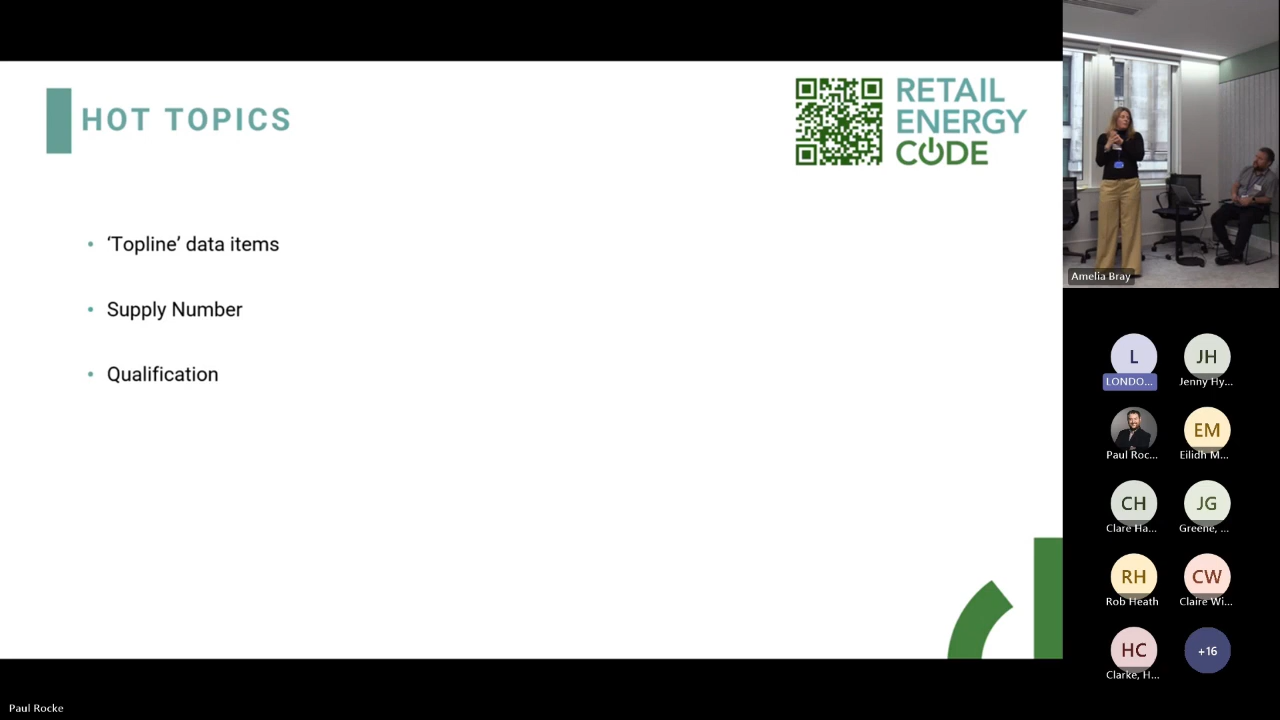 HOT TOPICS
RETAIL
ENERGY
CODE
• ‘Topline’ data items
• Supply Number
• Qualification
Amelia Bray
L
LONDO...
JH
Jenny Hy...
Paul Roc...
EM
Eilidh M...
CH
Clare Ha...
JG
Greene, ...
RH
Rob Heath
CW
Claire Wi...
HC
Clarke, H...
+16
Paul Rocke